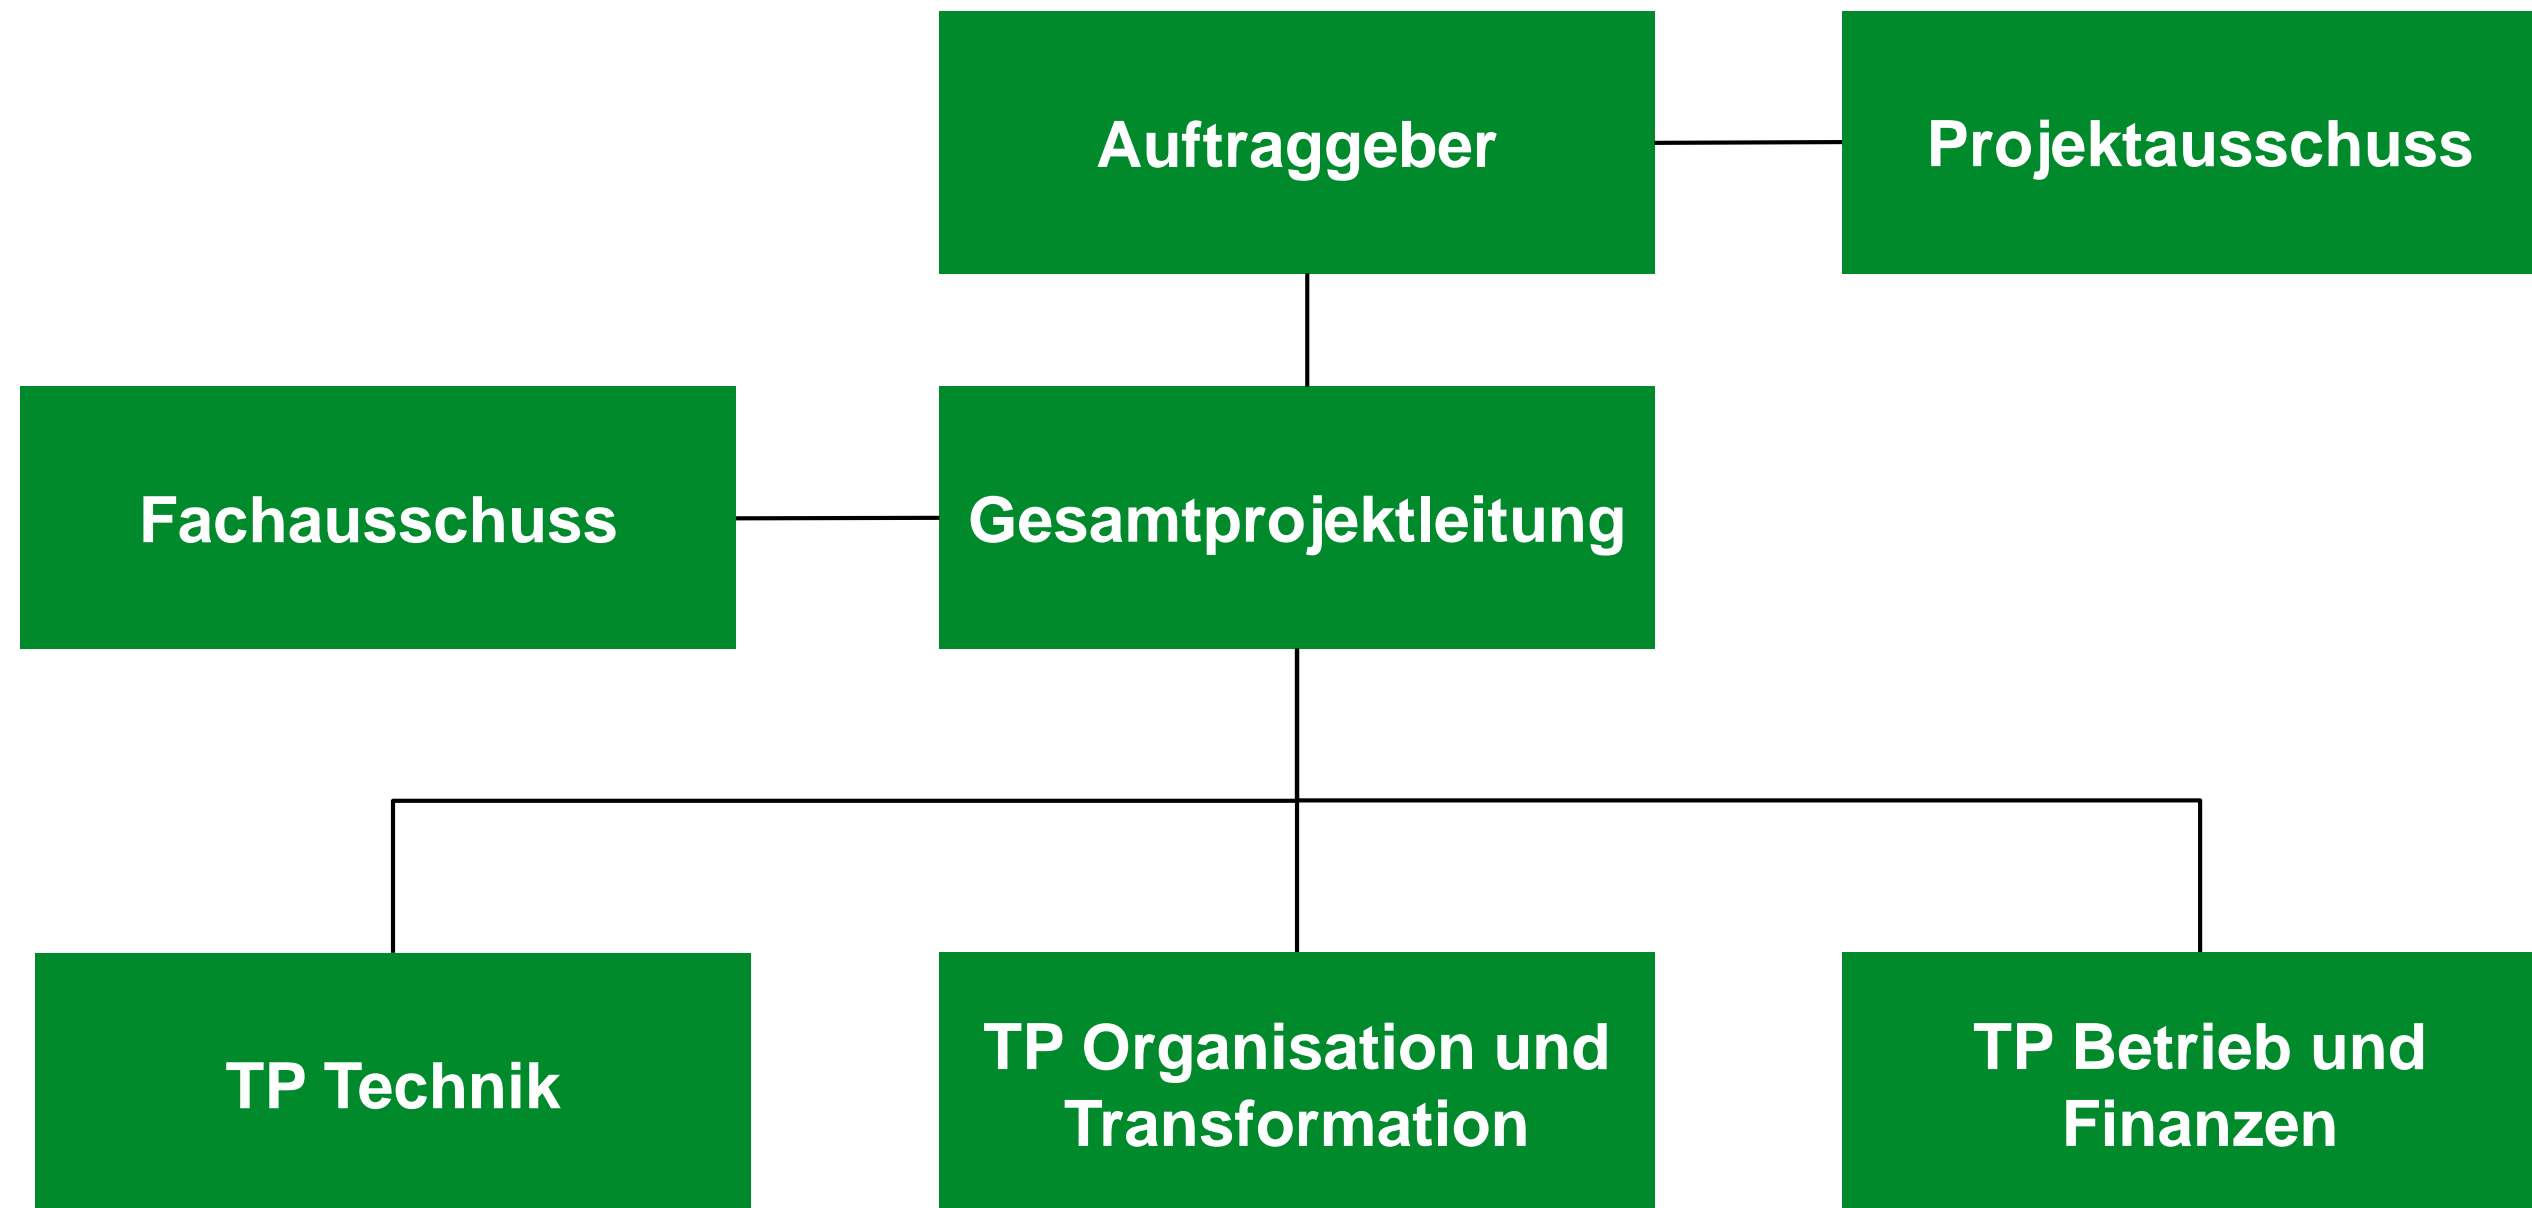 Auftraggeber
Projektausschuss
Fachausschuss
Gesamtprojektleitung
TP Technik
TP Organisation und
Transformation
TP Betrieb und
Finanzen